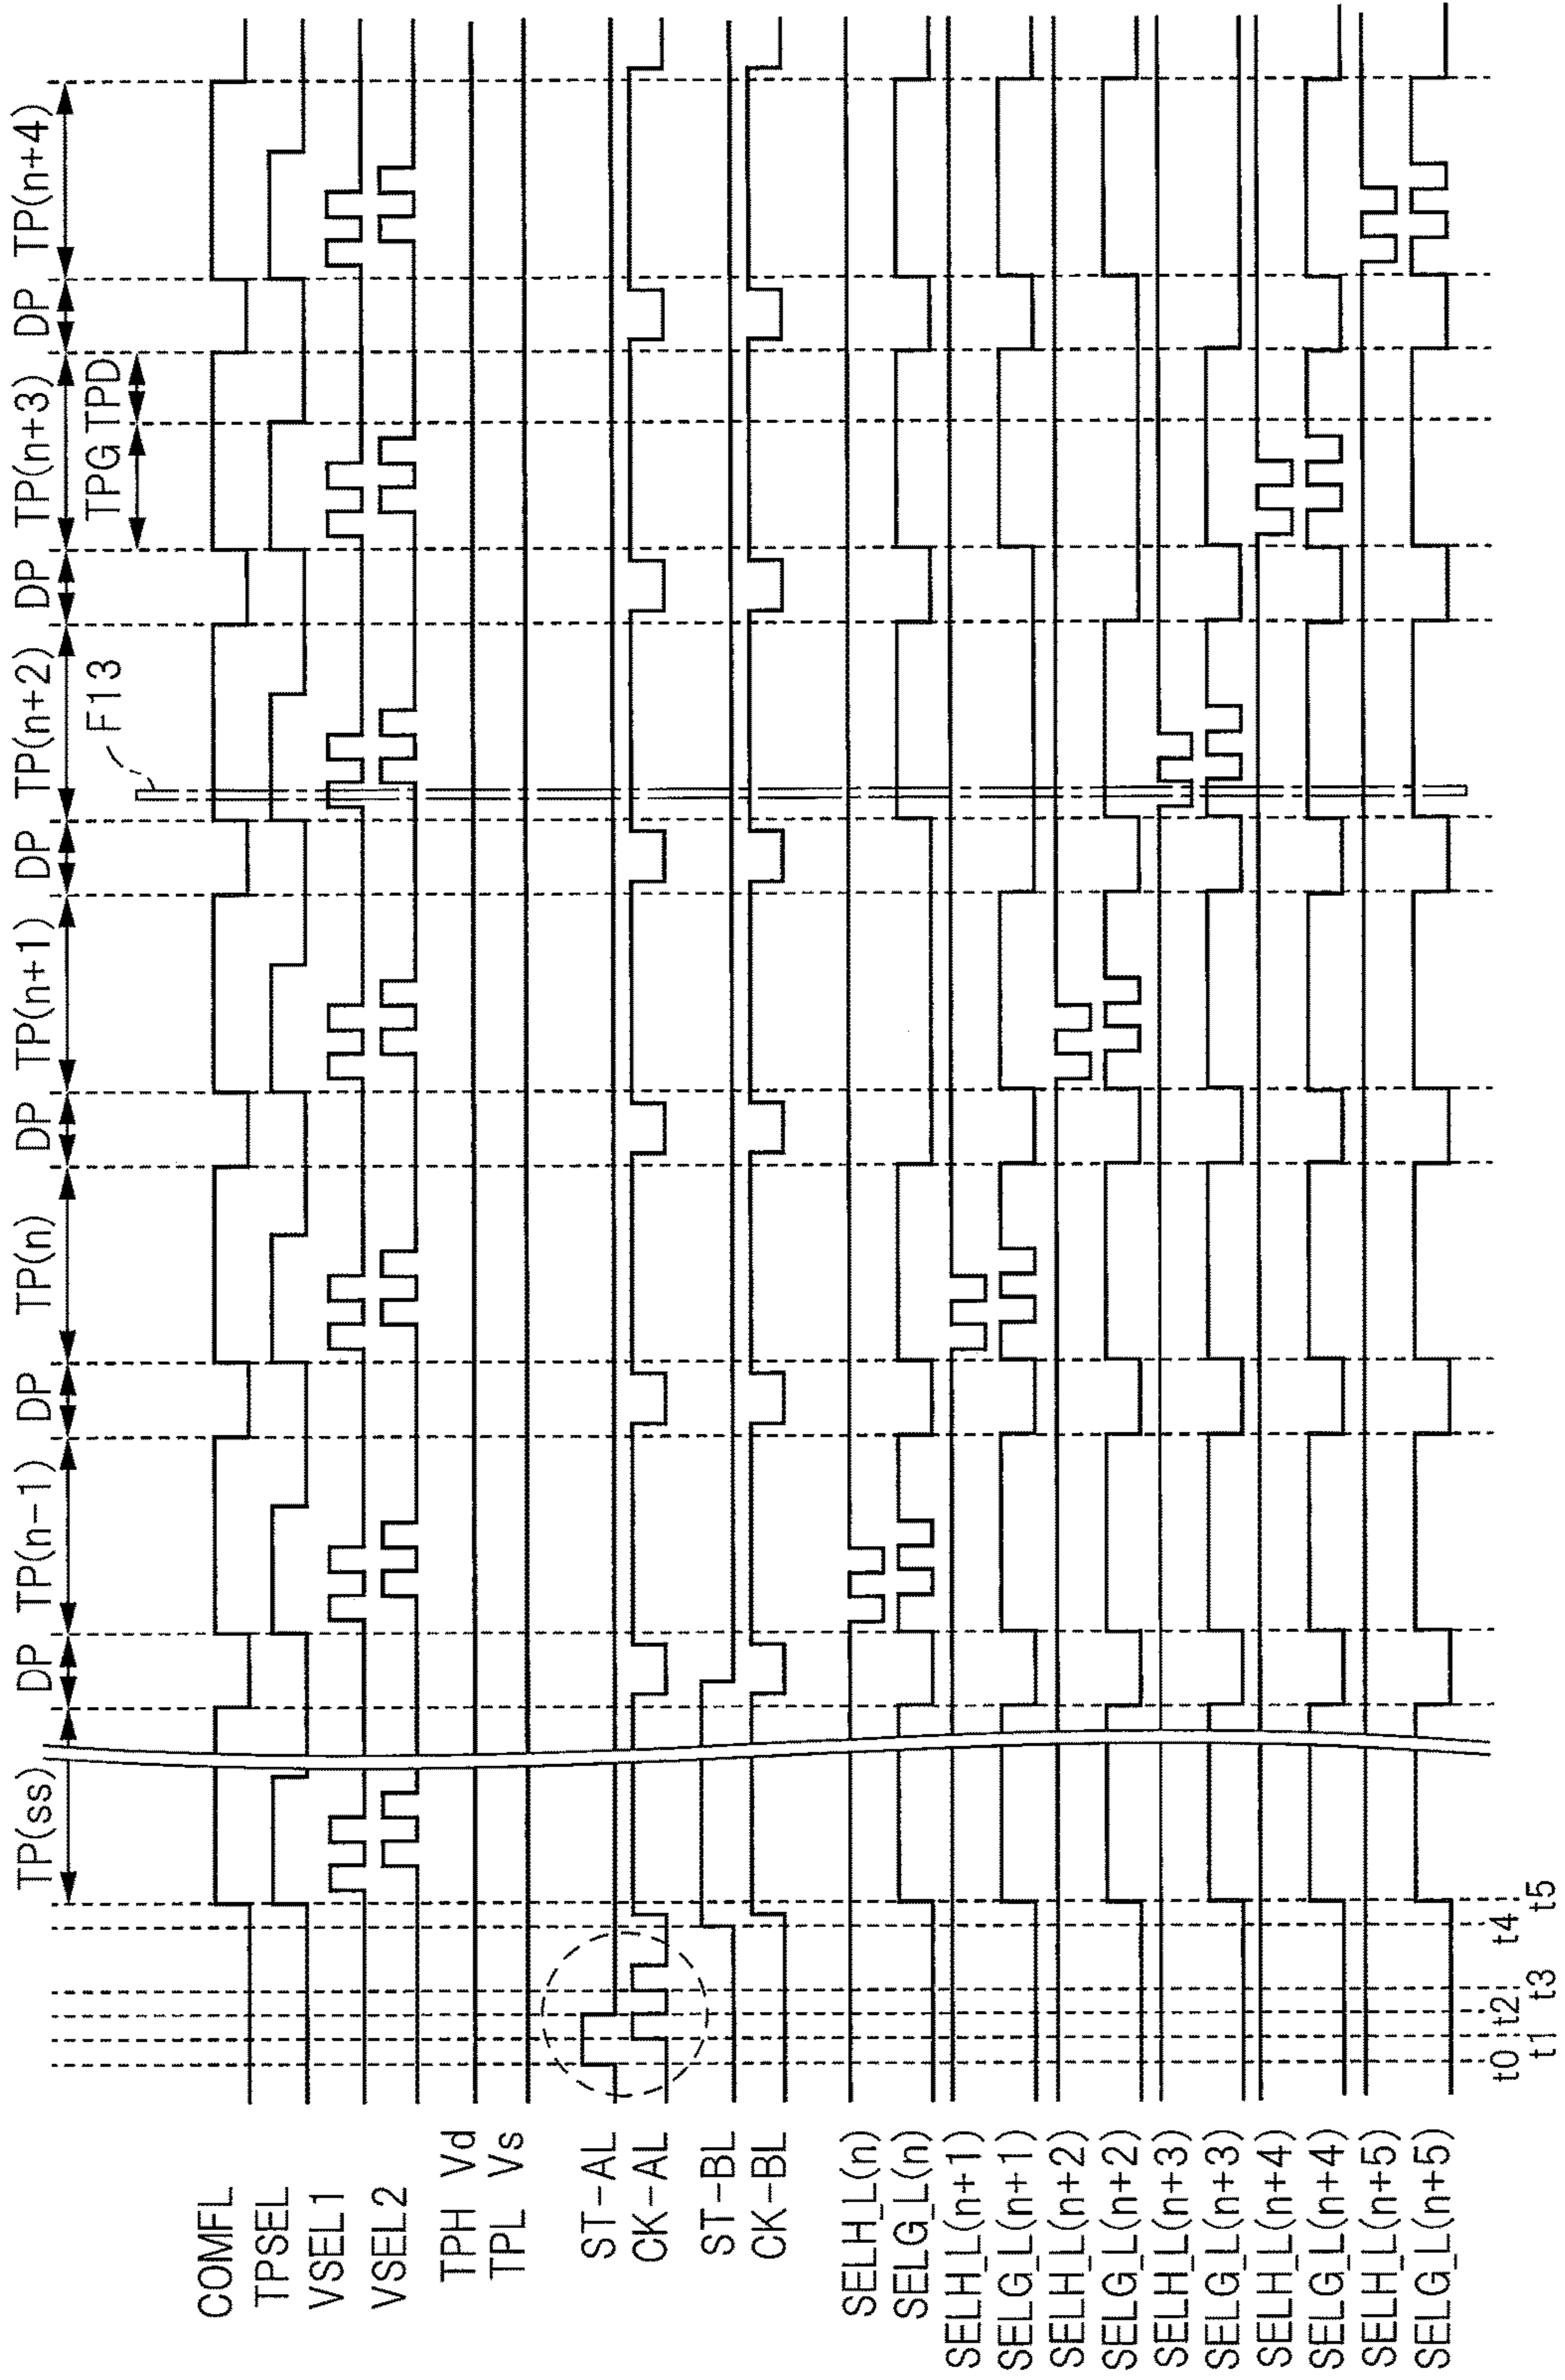 TP(ss)
DP
TP(n-1)
DP
TP(n)
DP
TP(n+1)
DP
TP(n+2)
DP
TP(n+3)
DP
TP(n+4)
F13
TPG
TPD
COMFL
TPSEL
VSEL1
VSEL2
TPH Vd
TPL Vs
ST-AL
CK-AL
ST-BL
CK-BL
SELH_L(n)
SELG_L(n)
SELH_L(n+1)
SELG_L(n+1)
SELH_L(n+2)
SELG_L(n+2)
SELH_L(n+3)
SELG_L(n+3)
SELH_L(n+4)
SELG_L(n+4)
SELH_L(n+5)
SELG_L(n+5)
t0
t1
t2
t3
t4
t5